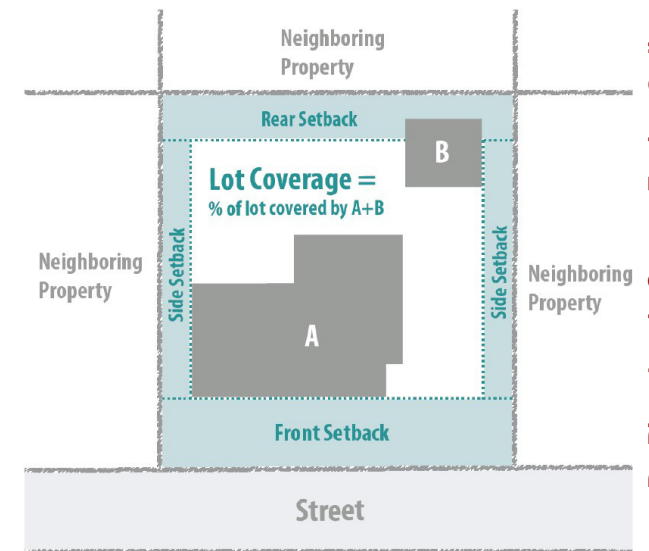 Neighboring
Property
Rear Setback
B
Lot Coverage =
% of lot covered by A+B
Side Setback
Side Setback
Neighboring
Property
Neighboring
Property
A
Front Setback
Street